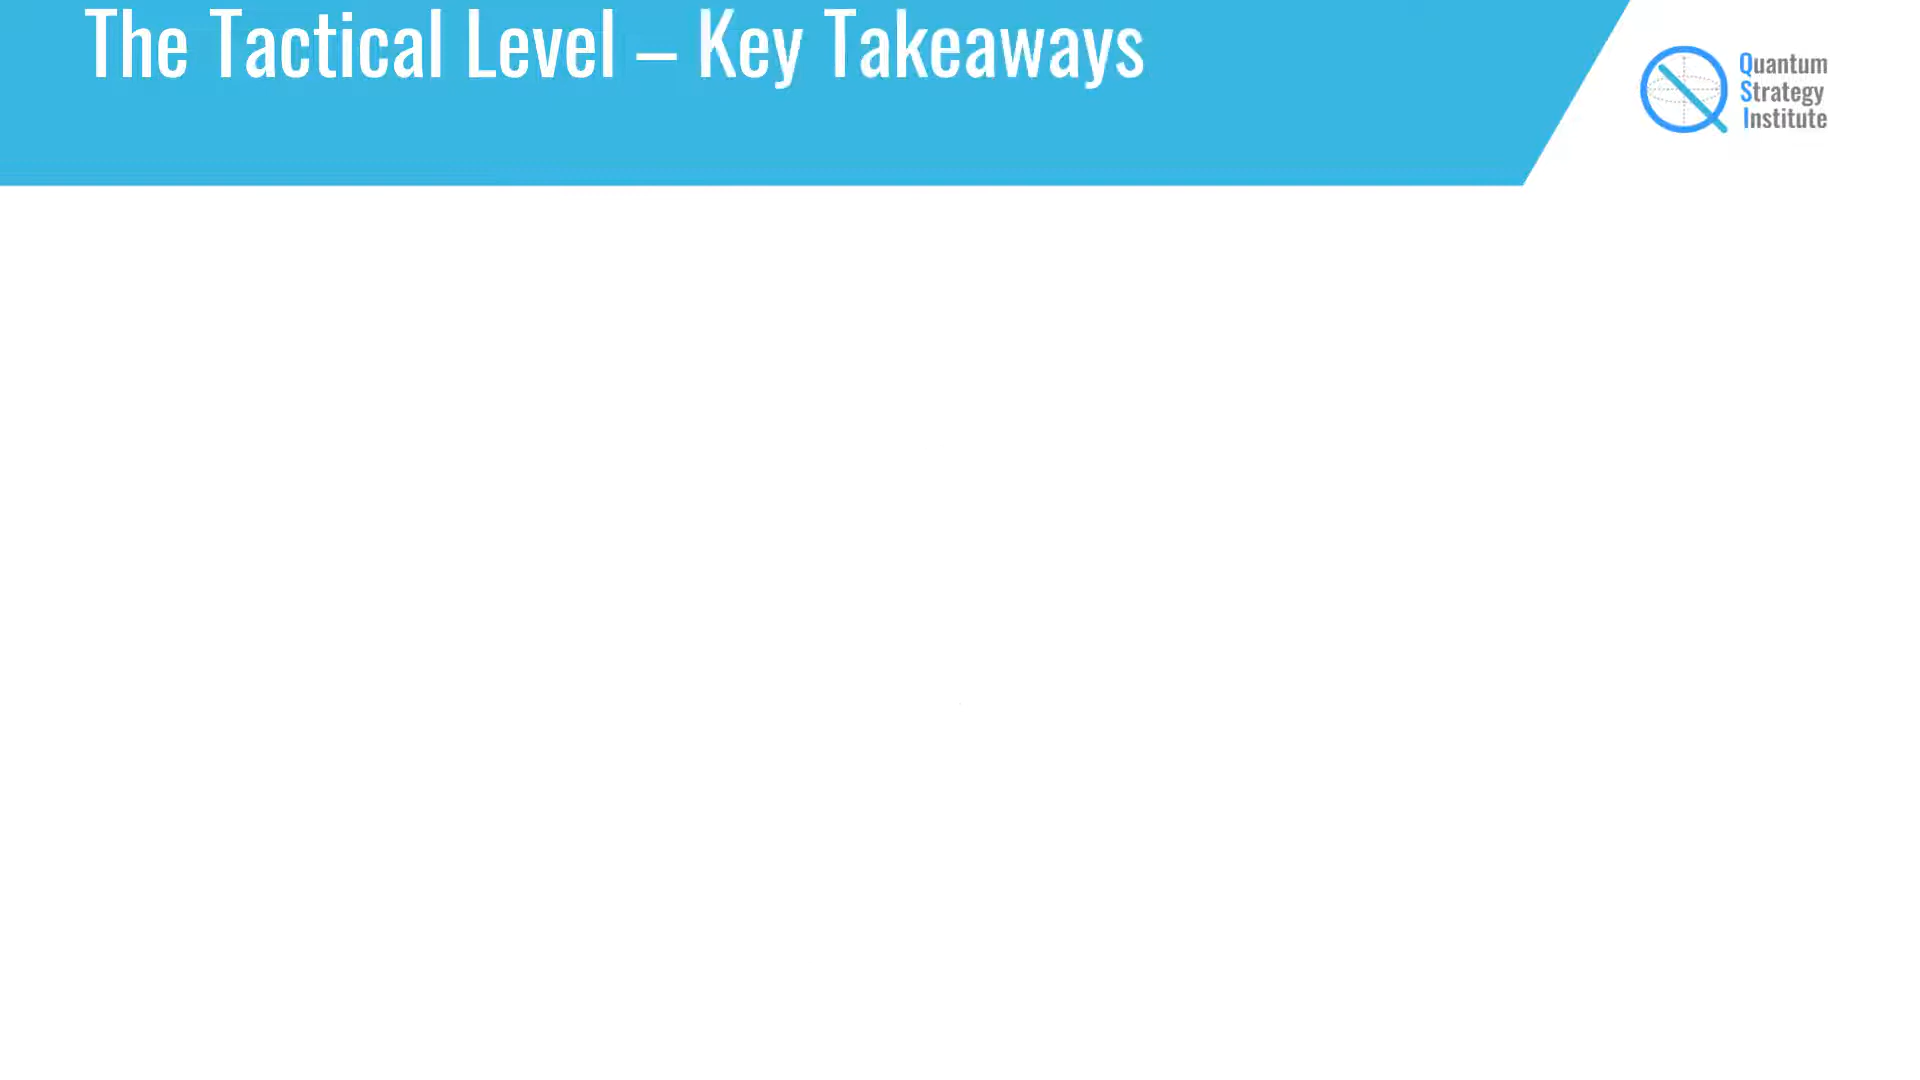 The Tactical Level – Key Takeaways
Quantum
Strategy
Institute